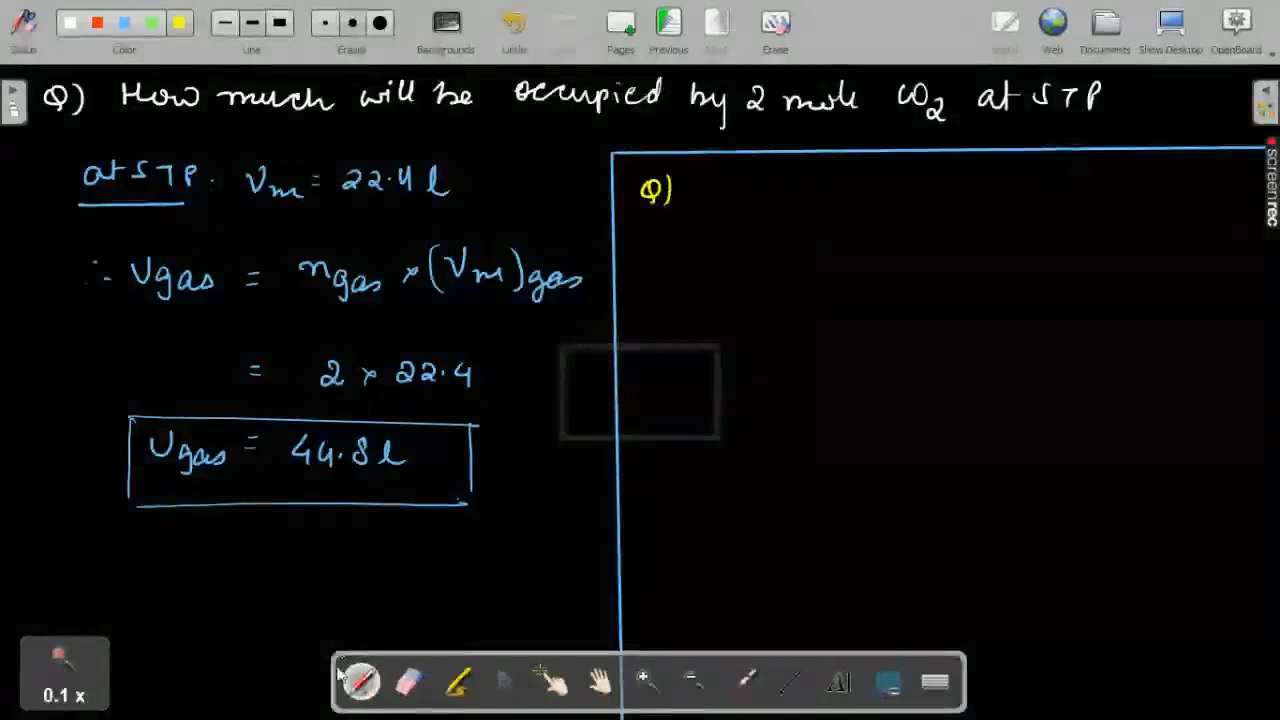 Color
Line
Erase
Backgrounds
Undo
Pages
Previous
Erase
Web
Documents
Show Desktop
OpenBoard
Q) How much will be occupied by 2 mole CO2 at STP
at STP. Vm = 22.4 l
Q)
∴ Vgas = ngas × (Vm)gas
= 2 × 22.4
Vgas = 44.8 l
screenrec
0.1 x
AI